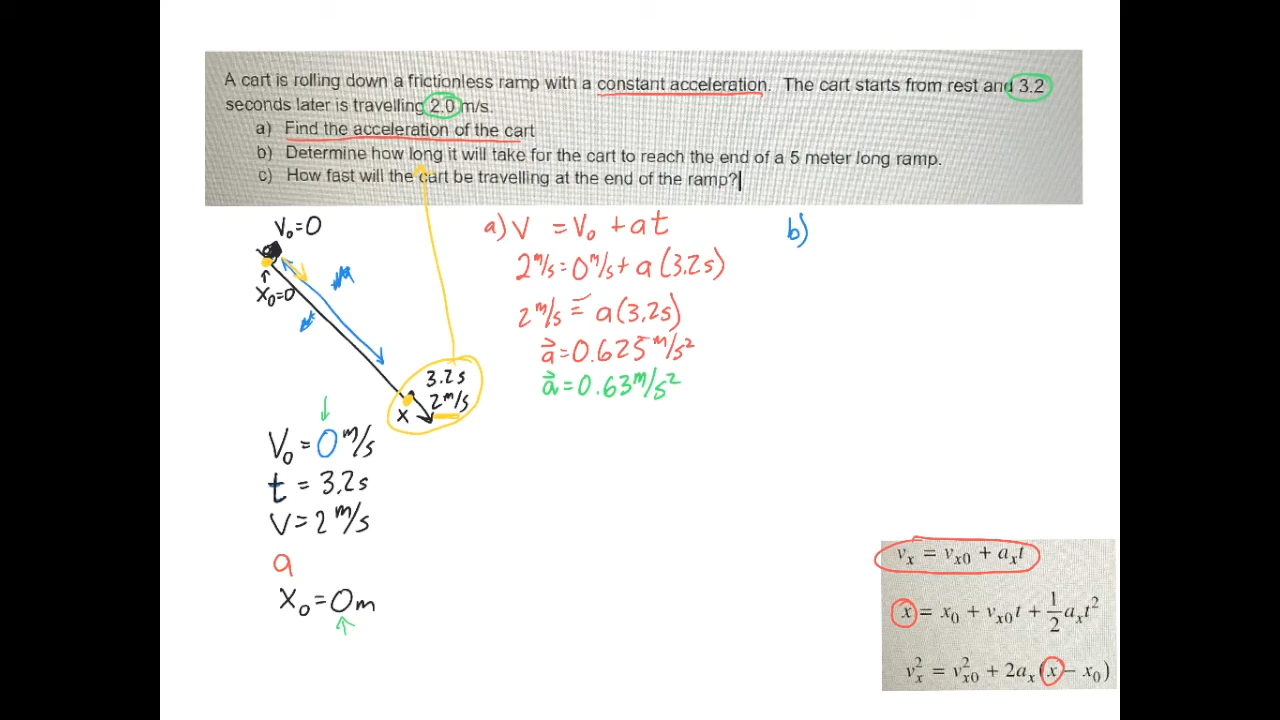 A cart is rolling down a frictionless ramp with a constant acceleration. The cart starts from rest and 3.2
seconds later is travelling 2.0 m/s.
a) Find the acceleration of the cart
b) Determine how long it will take for the cart to reach the end of a 5 meter long ramp.
c) How fast will the cart be travelling at the end of the ramp?
V₀=0
X₀=0
3.2s
2m/s
x
V₀ = 0 m/s
t = 3.2s
V = 2 m/s
a
X₀ = 0m
a) V = V₀ + at
2m/s = 0m/s + a (3.2s)
2m/s = a (3.2s)
a⃗ = 0.625 m/s²
a⃗ = 0.63 m/s²
b)
vₓ = vₓ₀ + aₓt
x = x₀ + vₓ₀t + 1/2 aₓt²
vₓ² = vₓ₀² + 2aₓ(x − x₀)